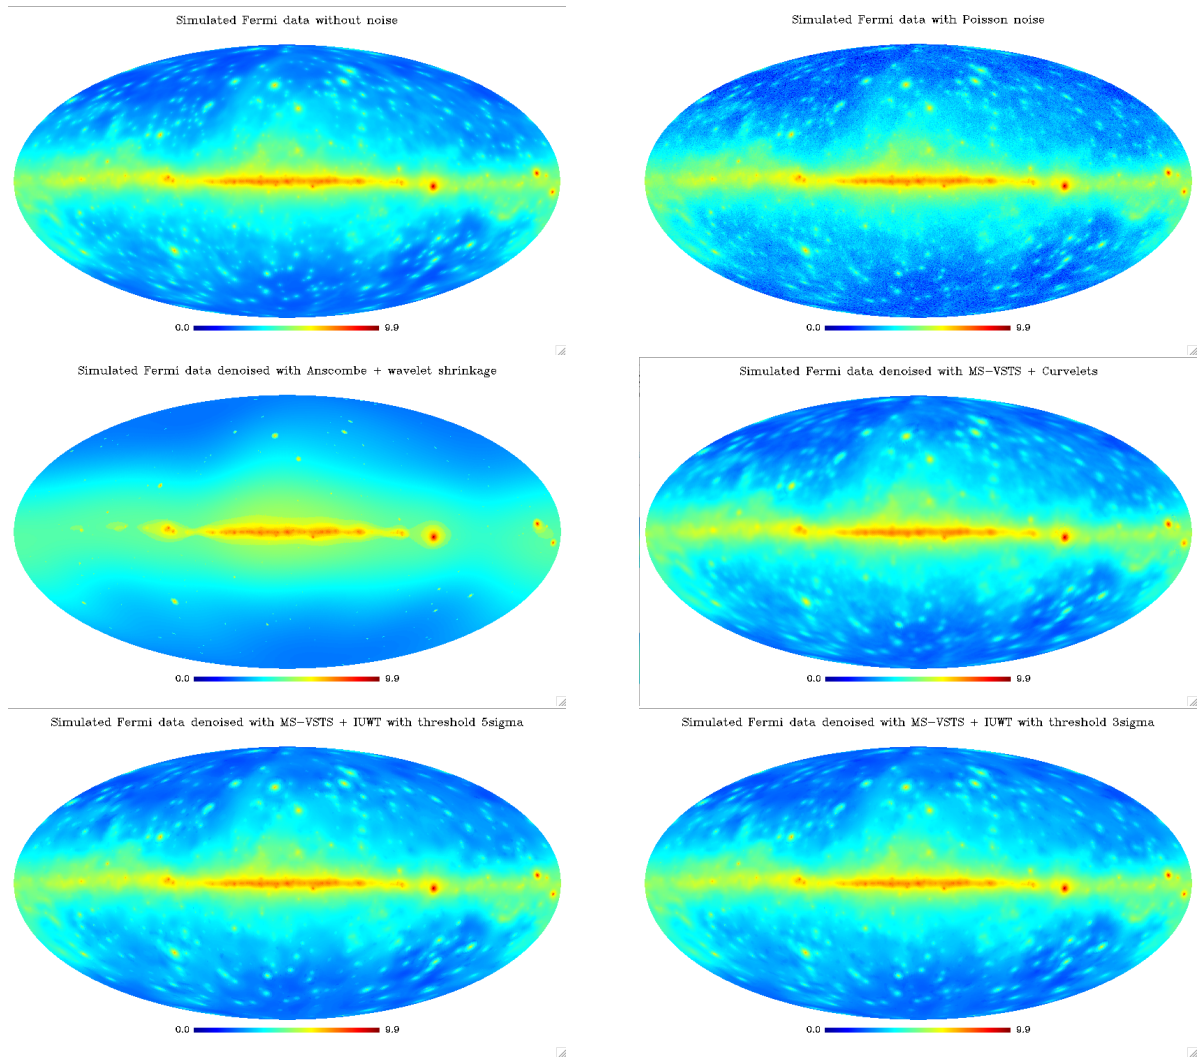 Simulated Fermi data without noise
Simulated Fermi data with Poisson noise
0.0 9.9
0.0 9.9
Simulated Fermi data denoised with Anscombe + wavelet shrinkage
Simulated Fermi data denoised with MS-VSTS + Curvelets
0.0 9.9
0.0 9.9
Simulated Fermi data denoised with MS-VSTS + IUWT with threshold 5sigma
Simulated Fermi data denoised with MS-VSTS + IUWT with threshold 3sigma
0.0 9.9
0.0 9.9